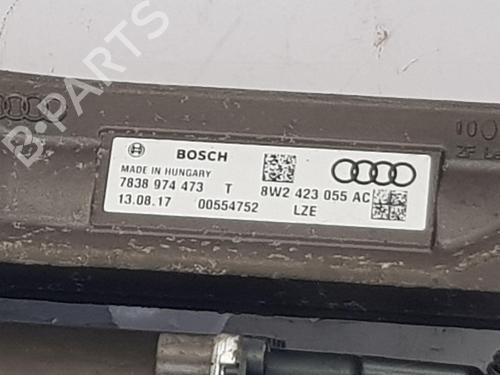 B-PARTS
BOSCH
MADE IN HUNGARY
7838 974 473 T 8W2 423 055 AC
13.08.17 00554752 LZE